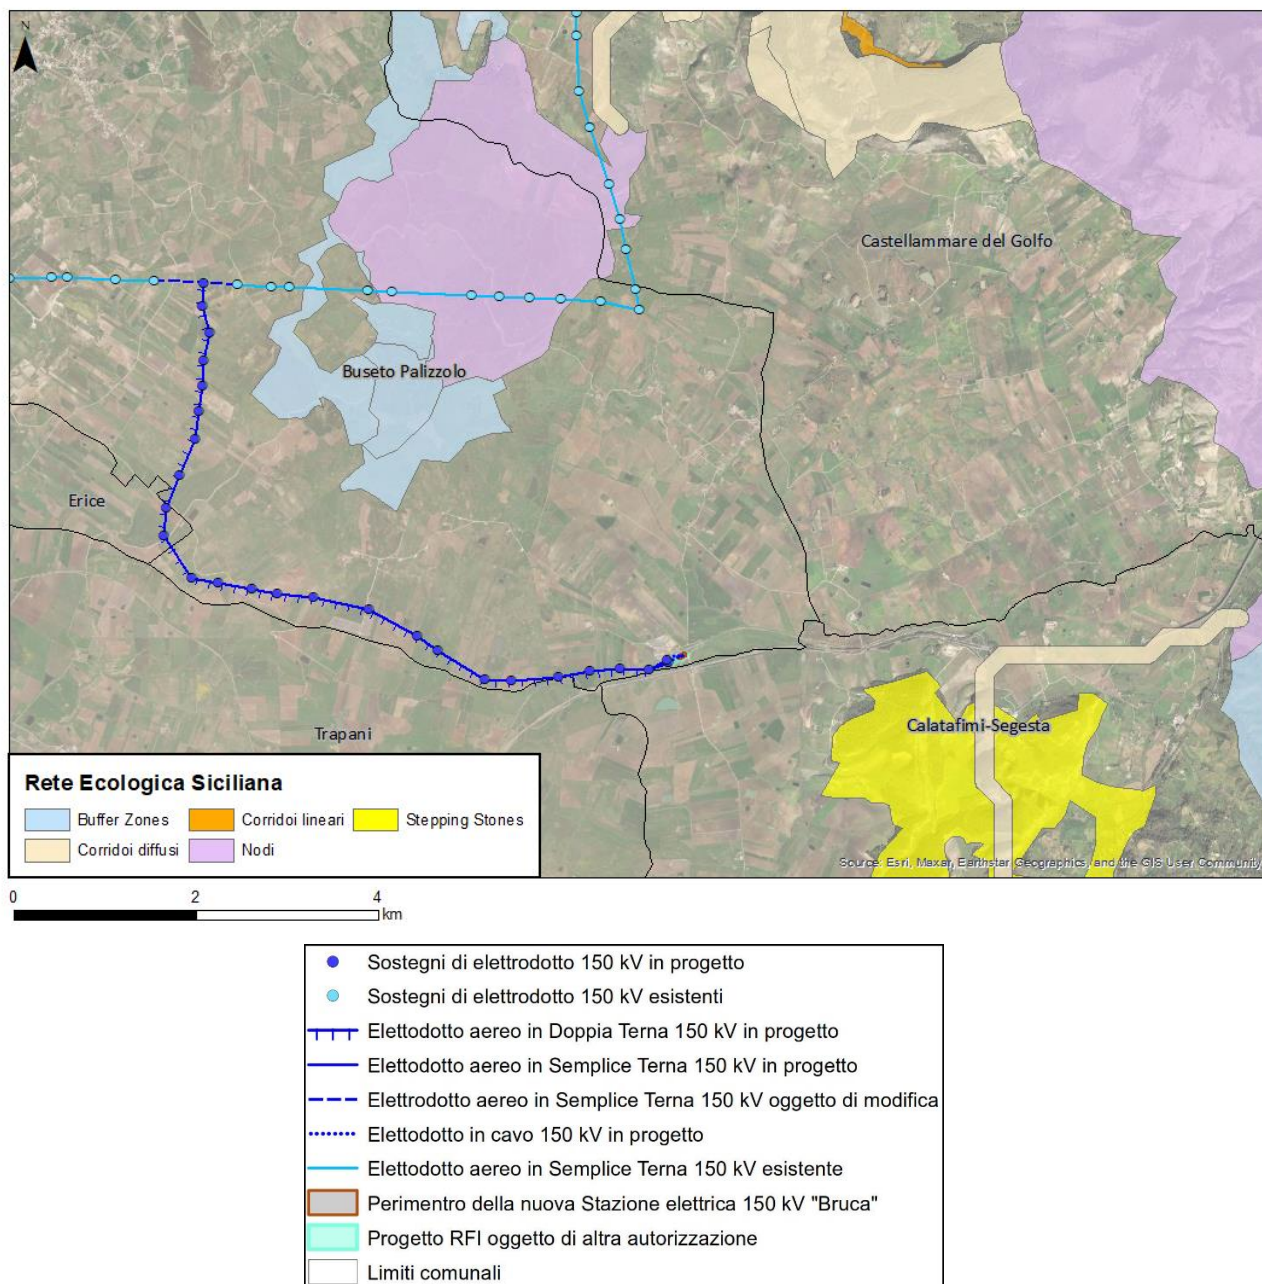 N
Castellammare del Golfo
Buseto Palizzolo
Erice
Trapani
Calatafimi-Segesta
Rete Ecologica Siciliana
Buffer Zones
Corridoi lineari
Stepping Stones
Corridoi diffusi
Nodi
Source: Esri, Maxar, Earthstar Geographics, and the GIS User Community
0 2 4
km
Sostegni di elettrodotto 150 kV in progetto
Sostegni di elettrodotto 150 kV esistenti
Elettodotto aereo in Doppia Terna 150 kV in progetto
Elettodotto aereo in Semplice Terna 150 kV in progetto
Elettrodotto aereo in Semplice Terna 150 kV oggetto di modifica
Elettodotto in cavo 150 kV in progetto
Elettodotto aereo in Semplice Terna 150 kV esistente
Perimentro della nuova Stazione elettrica 150 kV "Bruca"
Progetto RFI oggetto di altra autorizzazione
Limiti comunali